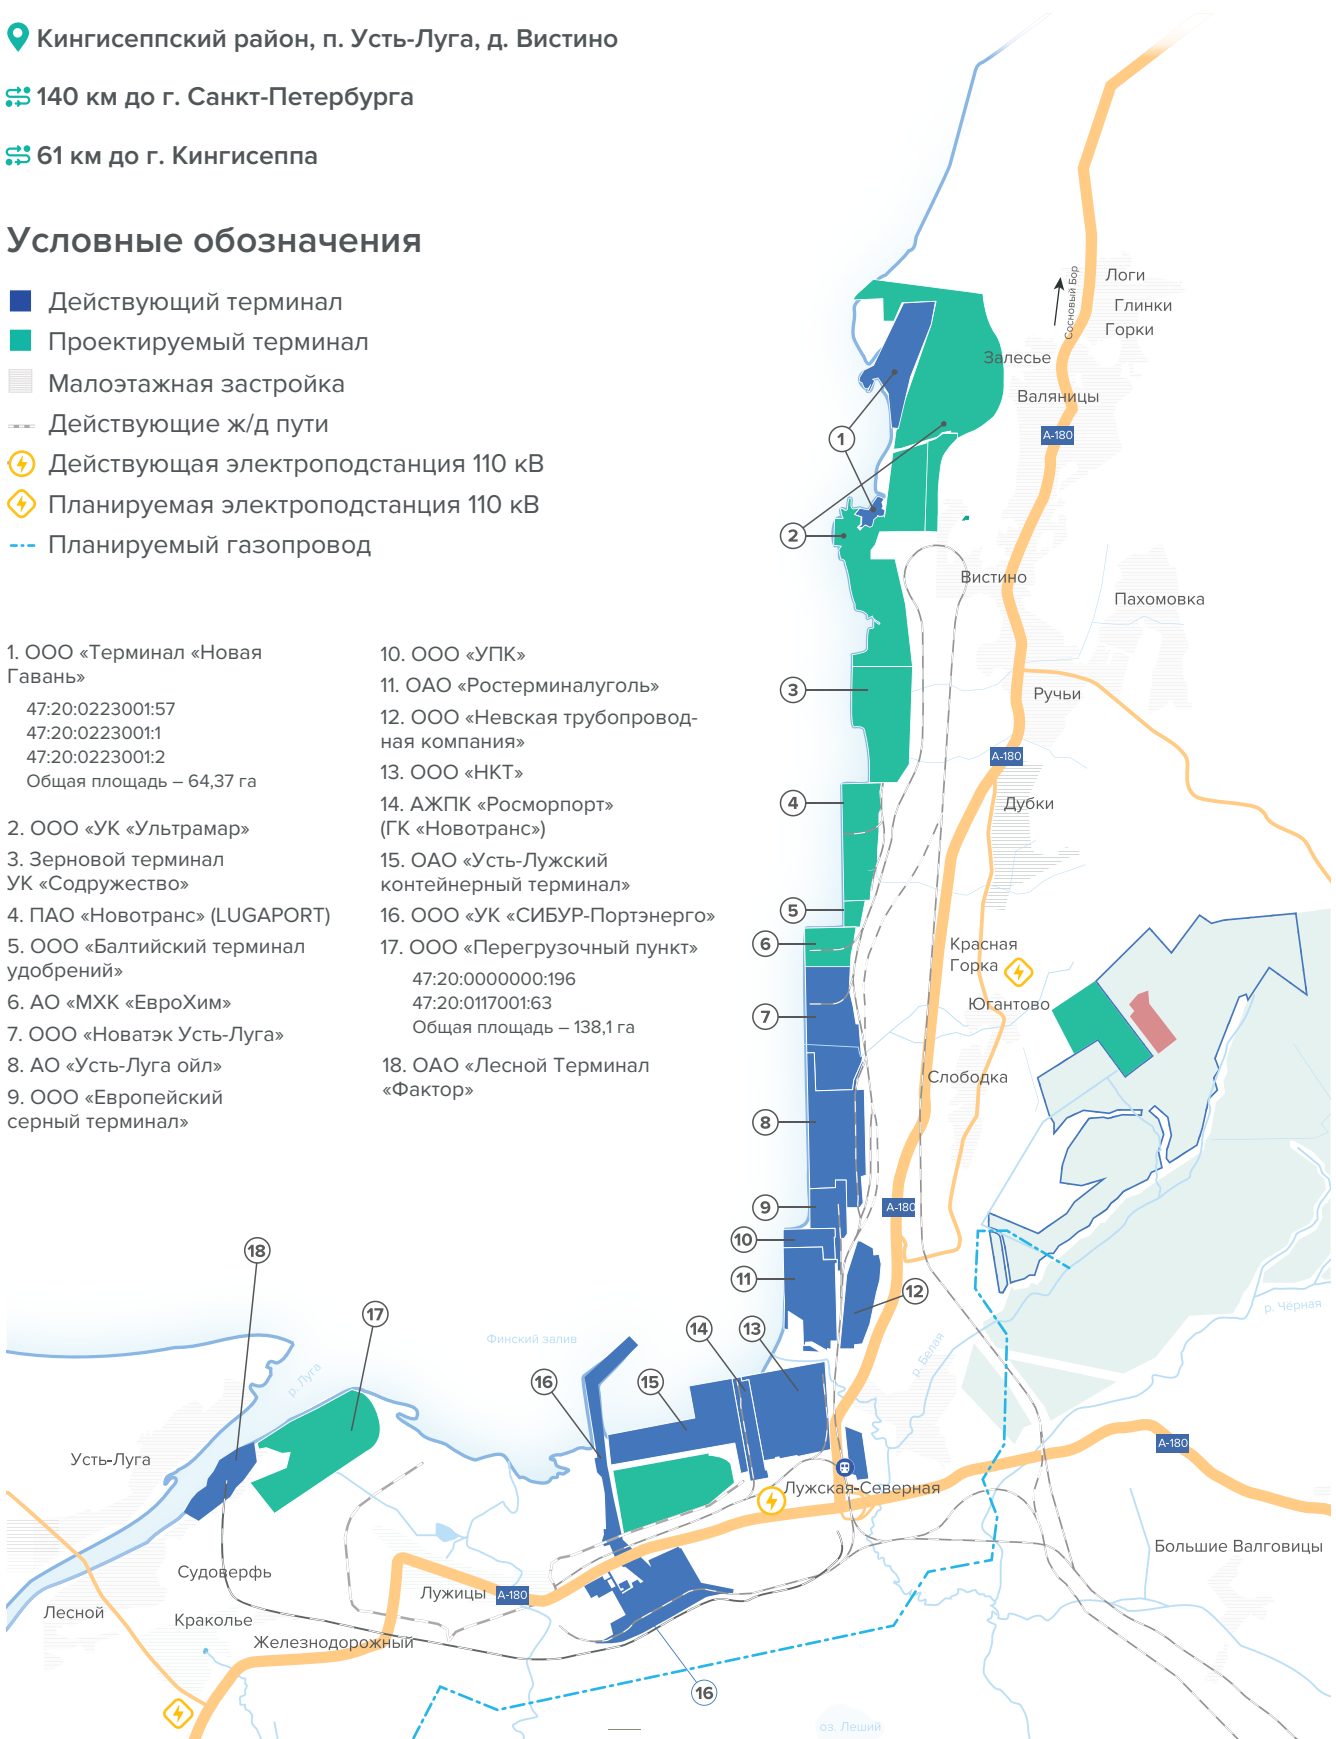 Кингисеппский район, п. Усть-Луга, д. Вистино
140 км до г. Санкт-Петербурга
61 км до г. Кингисеппа
Условные обозначения
Действующий терминал
Проектируемый терминал
Малоэтажная застройка
Действующие ж/д пути
Действующая электроподстанция 110 кВ
Планируемая электроподстанция 110 кВ
Планируемый газопровод
1. ООО «Терминал «Новая
Гавань»
47:20:0223001:57
47:20:0223001:1
47:20:0223001:2
Общая площадь – 64,37 га
2. ООО «УК «Ультрамар»
3. Зерновой терминал
УК «Содружество»
4. ПАО «Новотранс» (LUGAPORT)
5. ООО «Балтийский терминал
удобрений»
6. АО «МХК «ЕвроХим»
7. ООО «Новатэк Усть-Луга»
8. АО «Усть-Луга ойл»
9. ООО «Европейский
серный терминал»
10. ООО «УПК»
11. ОАО «Ростерминалуголь»
12. ООО «Невская трубопровод-
ная компания»
13. ООО «НКТ»
14. АЖПК «Росморпорт»
(ГК «Новотранс»)
15. ОАО «Усть-Лужский
контейнерный терминал»
16. ООО «УК «СИБУР-Портэнерго»
17. ООО «Перегрузочный пункт»
47:20:0000000:196
47:20:0117001:63
Общая площадь – 138,1 га
18. ОАО «Лесной Терминал
«Фактор»
Сосновый Бор
Логи
Глинки
Горки
Залесье
Валяницы
А-180
1
2
Вистино
Пахомовка
3
Ручьи
А-180
4
Дубки
5
6
Красная
Горка
Югантово
7
Слободка
8
9
А-180
10
11
12
18
17
14
13
16
15
Финский залив
р. Луга
р. Белая
р. Чёрная
Усть-Луга
А-180
Лужская-Северная
Большие Валговицы
Судоверфь
Лужицы
А-180
Лесной
Краколье
Железнодорожный
16
оз. Леший